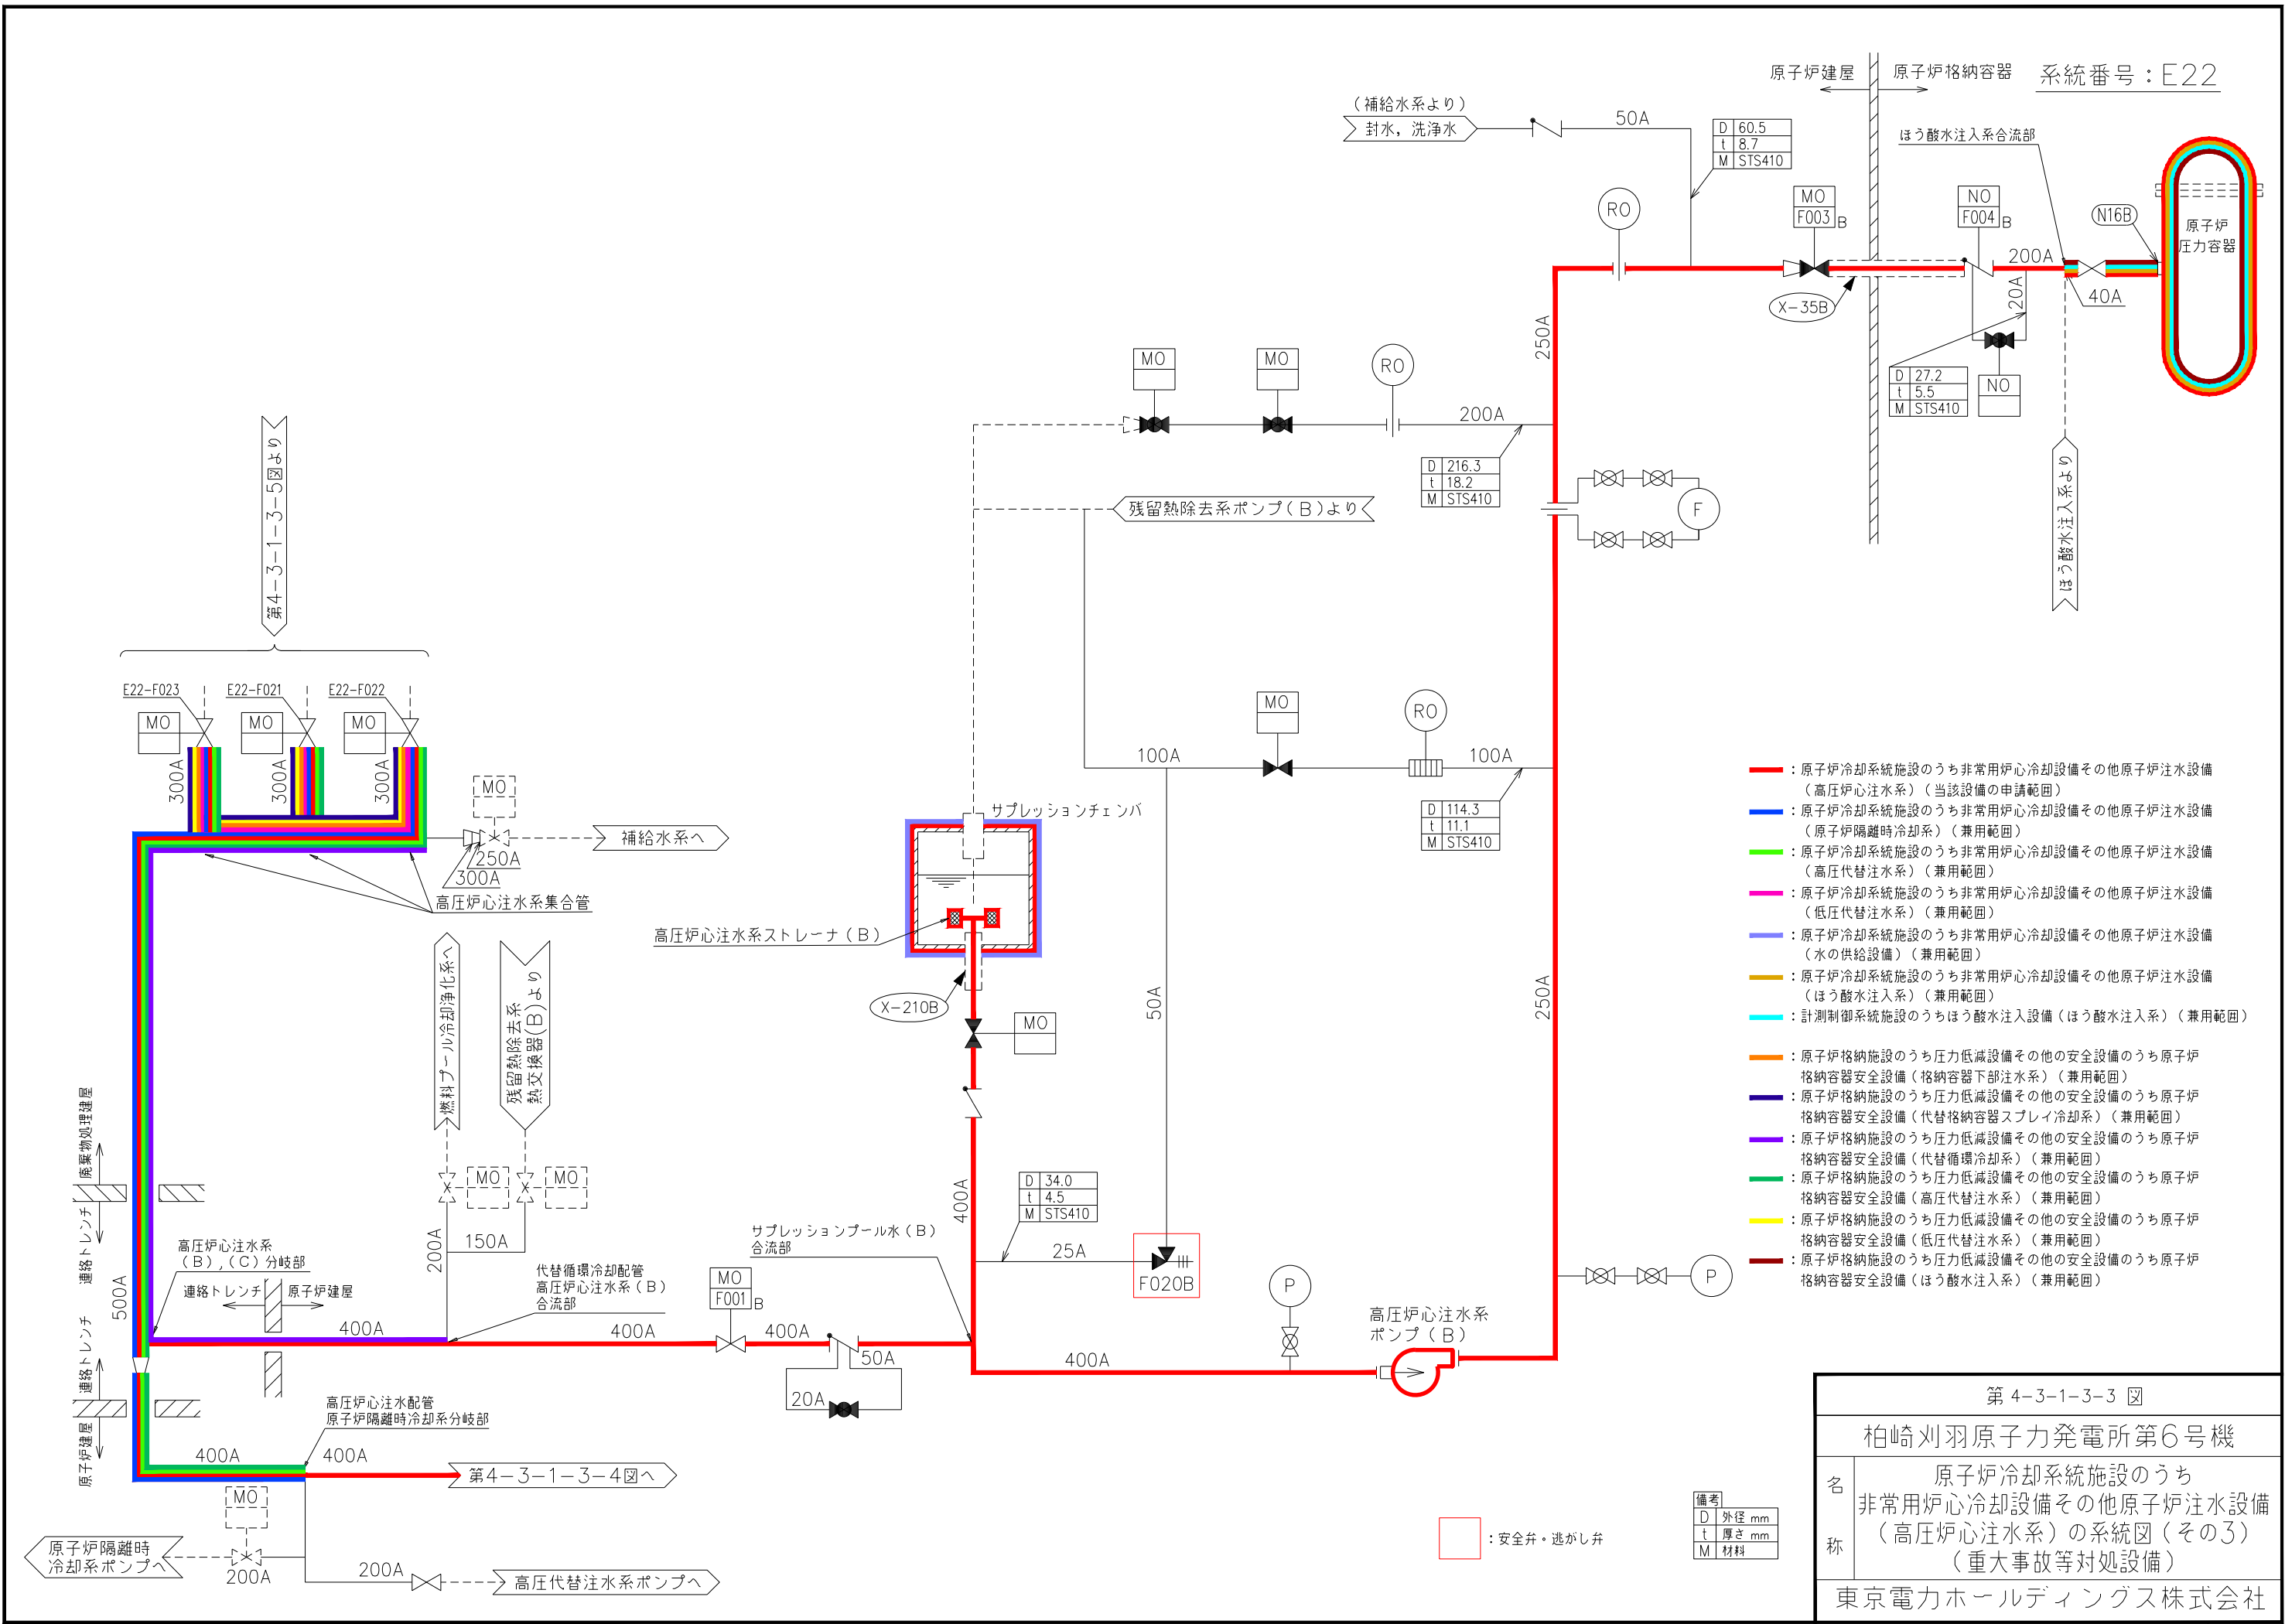 原子炉建屋
原子炉格納容器
系統番号：E22
（補給水系より）
封水，洗浄水
50A
D 60.5
t 8.7
M STS410
ほう酸水注入系合流部
RO
MO
F003 B
NO
F004 B
N16B
原子炉
圧力容器
200A
40A
20A
X-35B
D 27.2
t 5.5
M STS410
NO
ほう酸水注入系より
250A
MO
MO
RO
200A
D 216.3
t 18.2
M STS410
残留熱除去系ポンプ（B）より
F
第4-3-1-3-5図より
E22-F023
E22-F021
E22-F022
MO
MO
MO
300A
300A
300A
MO
250A
300A
補給水系へ
高圧炉心注水系集合管
MO
RO
100A
100A
D 114.3
t 11.1
M STS410
サプレッションチェンバ
高圧炉心注水系ストレーナ（B）
X-210B
MO
50A
250A
燃料プール冷却浄化系へ
残留熱除去系
熱交換器(B)より
MO
MO
200A
150A
廃棄物処理建屋
連絡トレンチ
500A
高圧炉心注水系
（B），（C）分岐部
連絡トレンチ
原子炉建屋
連絡トレンチ
原子炉建屋
400A
代替循環冷却配管
高圧炉心注水系（B）
合流部
サプレッションプール水（B）
合流部
400A
MO
F001 B
400A
50A
20A
400A
D 34.0
t 4.5
M STS410
25A
F020B
P
高圧炉心注水系
ポンプ（B）
400A
P
高圧炉心注水配管
原子炉隔離時冷却系分岐部
400A
400A
第4-3-1-3-4図へ
MO
原子炉隔離時
冷却系ポンプへ
200A
200A
高圧代替注水系ポンプへ
：原子炉冷却系統施設のうち非常用炉心冷却設備その他原子炉注水設備
（高圧炉心注水系）（当該設備の申請範囲）
：原子炉冷却系統施設のうち非常用炉心冷却設備その他原子炉注水設備
（原子炉隔離時冷却系）（兼用範囲）
：原子炉冷却系統施設のうち非常用炉心冷却設備その他原子炉注水設備
（高圧代替注水系）（兼用範囲）
：原子炉冷却系統施設のうち非常用炉心冷却設備その他原子炉注水設備
（低圧代替注水系）（兼用範囲）
：原子炉冷却系統施設のうち非常用炉心冷却設備その他原子炉注水設備
（水の供給設備）（兼用範囲）
：原子炉冷却系統施設のうち非常用炉心冷却設備その他原子炉注水設備
（ほう酸水注入系）（兼用範囲）
：計測制御系統施設のうちほう酸水注入設備（ほう酸水注入系）（兼用範囲）
：原子炉格納施設のうち圧力低減設備その他の安全設備のうち原子炉
格納容器安全設備（格納容器下部注水系）（兼用範囲）
：原子炉格納施設のうち圧力低減設備その他の安全設備のうち原子炉
格納容器安全設備（代替格納容器スプレイ冷却系）（兼用範囲）
：原子炉格納施設のうち圧力低減設備その他の安全設備のうち原子炉
格納容器安全設備（代替循環冷却系）（兼用範囲）
：原子炉格納施設のうち圧力低減設備その他の安全設備のうち原子炉
格納容器安全設備（高圧代替注水系）（兼用範囲）
：原子炉格納施設のうち圧力低減設備その他の安全設備のうち原子炉
格納容器安全設備（低圧代替注水系）（兼用範囲）
：原子炉格納施設のうち圧力低減設備その他の安全設備のうち原子炉
格納容器安全設備（ほう酸水注入系）（兼用範囲）
：安全弁・逃がし弁
備考
D 外径 mm
t 厚さ mm
M 材料
第 4-3-1-3-3 図
柏崎刈羽原子力発電所第6号機
名称
原子炉冷却系統施設のうち
非常用炉心冷却設備その他原子炉注水設備
（高圧炉心注水系）の系統図（その3）
（重大事故等対処設備）
東京電力ホールディングス株式会社